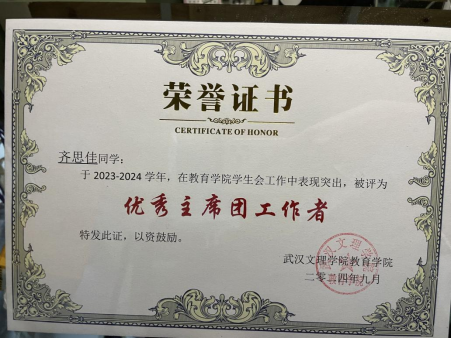 荣誉证书
CERTIFICATE OF HONOR
齐思佳同学：
于 2023-2024 学年，在教育学院学生会工作中表现突出，被评为
优秀主席团工作者
特发此证，以资鼓励。
武汉文理学院教育学院
二〇二四年九月